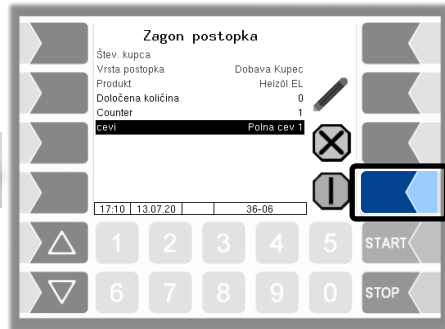 Zagon postopka
Štev. kupca
Vrsta postopka Dobava Kupec
Produkt Heizöl EL
Določena količina 0
Counter 1
cevi Polna cev 1
17:10 13.07.20 36-06
1 2 3 4 5 START
6 7 8 9 0 STOP